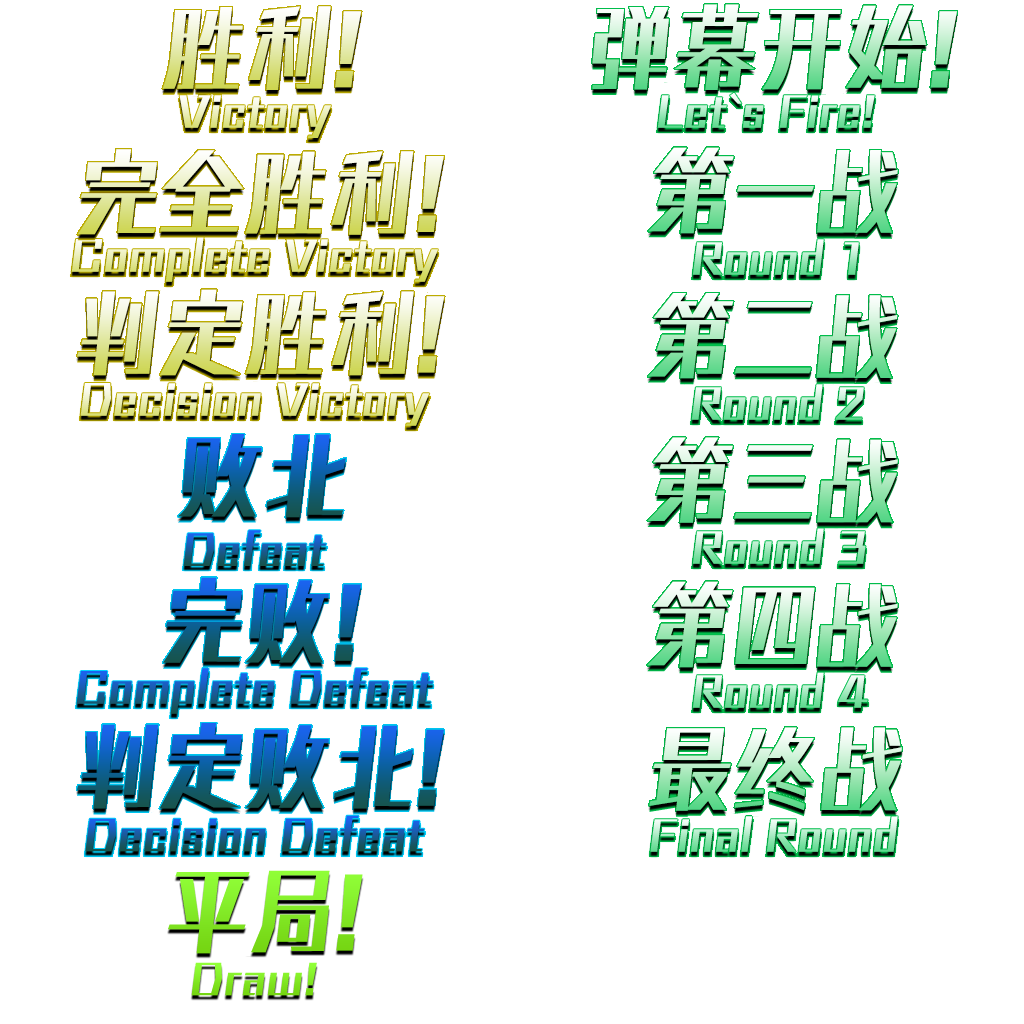 胜利!
Victory
完全胜利!
Complete Victory
判定胜利!
Decision Victory
败北
Defeat
完败!
Complete Defeat
判定败北!
Decision Defeat
平局!
Draw!
弹幕开始!
Let`s Fire!
第一战
Round 1
第二战
Round 2
第三战
Round 3
第四战
Round 4
最终战
Final Round